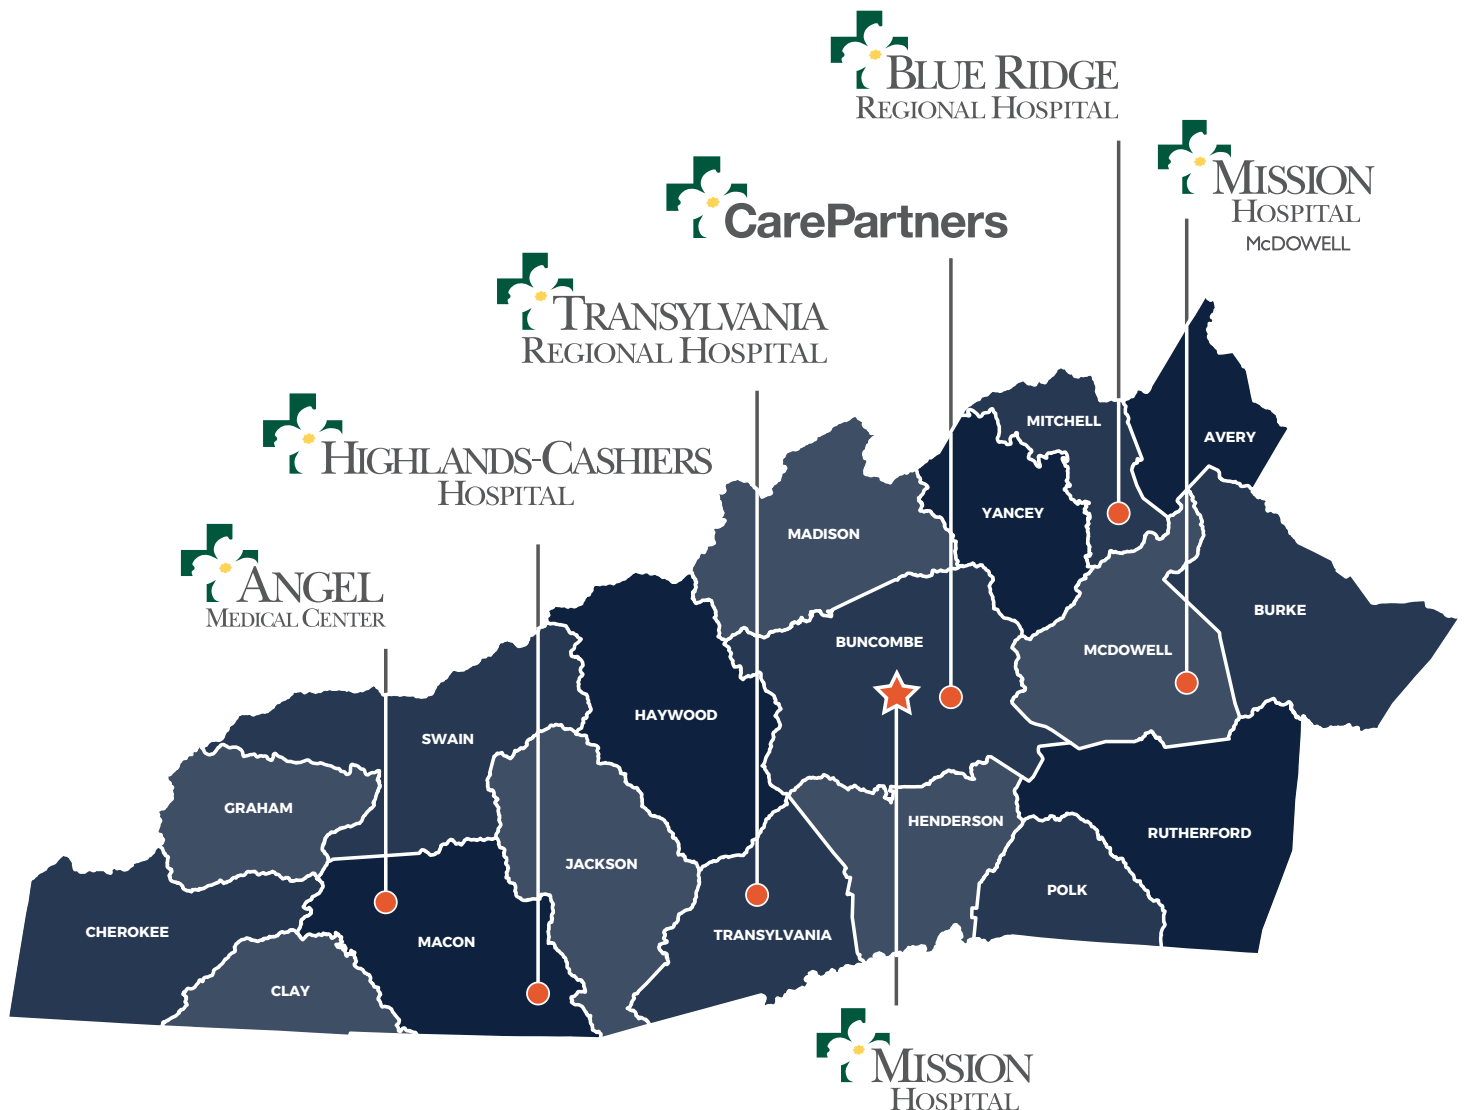 BLUE RIDGE
REGIONAL HOSPITAL
MISSION
HOSPITAL
McDOWELL
CarePartners
TRANSYLVANIA
REGIONAL HOSPITAL
HIGHLANDS-CASHIERS
HOSPITAL
ANGEL
MEDICAL CENTER
MITCHELL
AVERY
YANCEY
MADISON
BURKE
BUNCOMBE
MCDOWELL
HAYWOOD
SWAIN
GRAHAM
HENDERSON
RUTHERFORD
JACKSON
POLK
CHEROKEE
TRANSYLVANIA
MACON
CLAY
MISSION
HOSPITAL